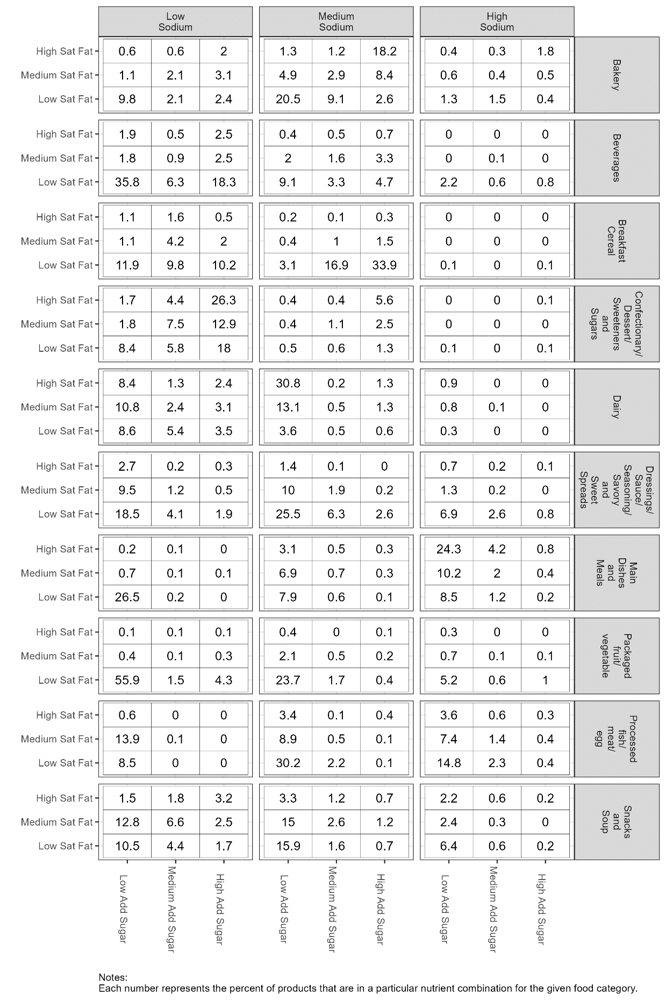 Low Medium High
Sodium Sodium Sodium
High Sat Fat 0.6 0.6 2 1.3 1.2 18.2 0.4 0.3 1.8
Medium Sat Fat 1.1 2.1 3.1 4.9 2.9 8.4 0.6 0.4 0.5
Low Sat Fat 9.8 2.1 2.4 20.5 9.1 2.6 1.3 1.5 0.4
Bakery
High Sat Fat 1.9 0.5 2.5 0.4 0.5 0.7 0 0 0
Medium Sat Fat 1.8 0.9 2.5 2 1.6 3.3 0 0.1 0
Low Sat Fat 35.8 6.3 18.3 9.1 3.3 4.7 2.2 0.6 0.8
Beverages
High Sat Fat 1.1 1.6 0.5 0.2 0.1 0.3 0 0 0
Medium Sat Fat 1.1 4.2 2 0.4 1 1.5 0 0 0
Low Sat Fat 11.9 9.8 10.2 3.1 16.9 33.9 0.1 0 0.1
Breakfast
Cereal
High Sat Fat 1.7 4.4 26.3 0.4 0.4 5.6 0 0 0.1
Medium Sat Fat 1.8 7.5 12.9 0.4 1.1 2.5 0 0 0
Low Sat Fat 8.4 5.8 18 0.5 0.6 1.3 0.1 0 0.1
Confectionary/
Dessert/
Sweeteners
and
Sugars
High Sat Fat 8.4 1.3 2.4 30.8 0.2 1.3 0.9 0 0
Medium Sat Fat 10.8 2.4 3.1 13.1 0.5 1.3 0.8 0.1 0
Low Sat Fat 8.6 5.4 3.5 3.6 0.5 0.6 0.3 0 0
Dairy
High Sat Fat 2.7 0.2 0.3 1.4 0.1 0 0.7 0.2 0.1
Medium Sat Fat 9.5 1.2 0.5 10 1.9 0.2 1.3 0.2 0
Low Sat Fat 18.5 4.1 1.9 25.5 6.3 2.6 6.9 2.6 0.8
Dressings/
Sauce/
Seasoning/
Savory
and
Sweet
Spreads
High Sat Fat 0.2 0.1 0 3.1 0.5 0.3 24.3 4.2 0.8
Medium Sat Fat 0.7 0.1 0.1 6.9 0.7 0.3 10.2 2 0.4
Low Sat Fat 26.5 0.2 0 7.9 0.6 0.1 8.5 1.2 0.2
Main
Dishes
and
Meals
High Sat Fat 0.1 0.1 0.1 0.4 0 0.1 0.3 0 0
Medium Sat Fat 0.4 0.1 0.3 2.1 0.5 0.2 0.7 0.1 0.1
Low Sat Fat 55.9 1.5 4.3 23.7 1.7 0.4 5.2 0.6 1
Packaged
fruit/
vegetable
High Sat Fat 0.6 0 0 3.4 0.1 0.4 3.6 0.6 0.3
Medium Sat Fat 13.9 0.1 0 8.9 0.5 0.1 7.4 1.4 0.4
Low Sat Fat 8.5 0 0 30.2 2.2 0.1 14.8 2.3 0.4
Processed
fish/
meat/
egg
High Sat Fat 1.5 1.8 3.2 3.3 1.2 0.7 2.2 0.6 0.2
Medium Sat Fat 12.8 6.6 2.5 15 2.6 1.2 2.4 0.3 0
Low Sat Fat 10.5 4.4 1.7 15.9 1.6 0.7 6.4 0.6 0.2
Snacks
and
Soup
Low Add Sugar
Medium Add Sugar
High Add Sugar
Low Add Sugar
Medium Add Sugar
High Add Sugar
Low Add Sugar
Medium Add Sugar
High Add Sugar
Notes:
Each number represents the percent of products that are in a particular nutrient combination for the given food category.